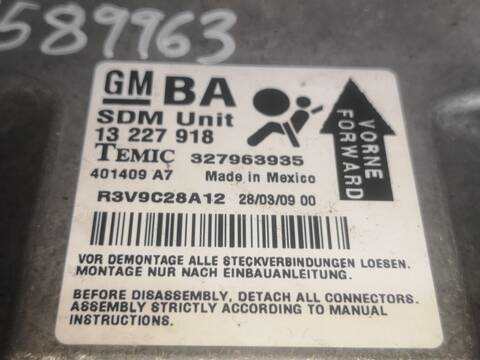 589963
GM BA
SDM Unit
13 227 918
TEMIC 327963935
401409 A7 Made in Mexico
R3V9C28A12 28/03/09 00
VORNE
FORWARD
VOR DEMONTAGE ALLE STECKVERBINDUNGEN LOESEN.
MONTAGE NUR NACH EINBAUANLEITUNG.
BEFORE DISASSEMBLY, DETACH ALL CONNECTORS.
ASSEMBLY STRICTLY ACCORDING TO MANUAL
INSTRUCTIONS.